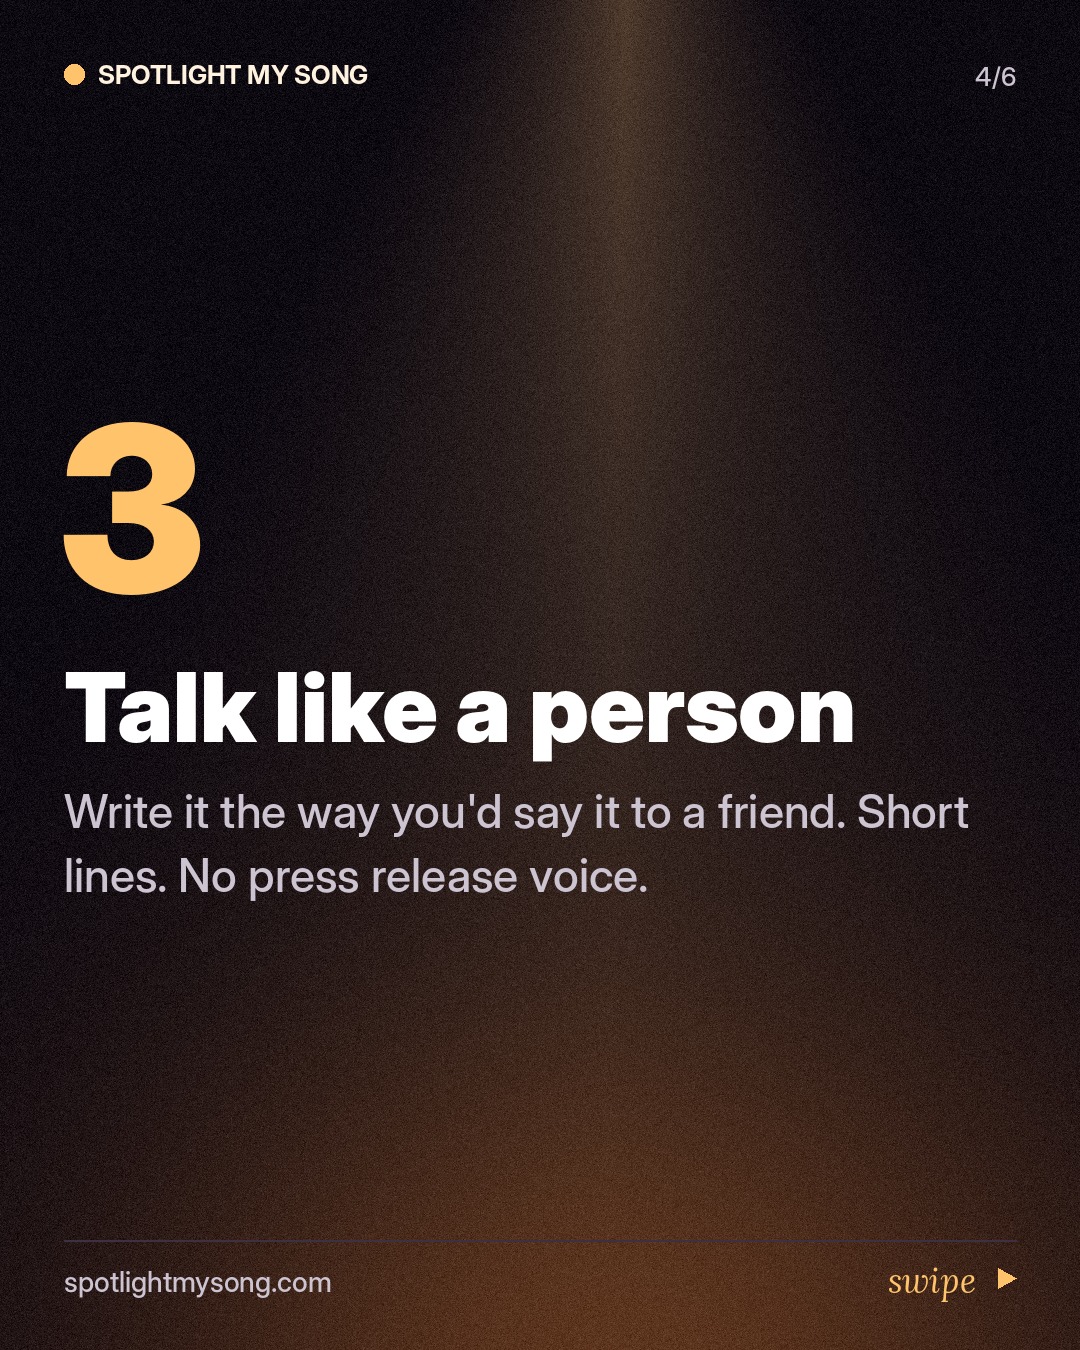 SPOTLIGHT MY SONG
4/6
3
Talk like a person
Write it the way you'd say it to a friend. Short
lines. No press release voice.
spotlightmysong.com
swipe